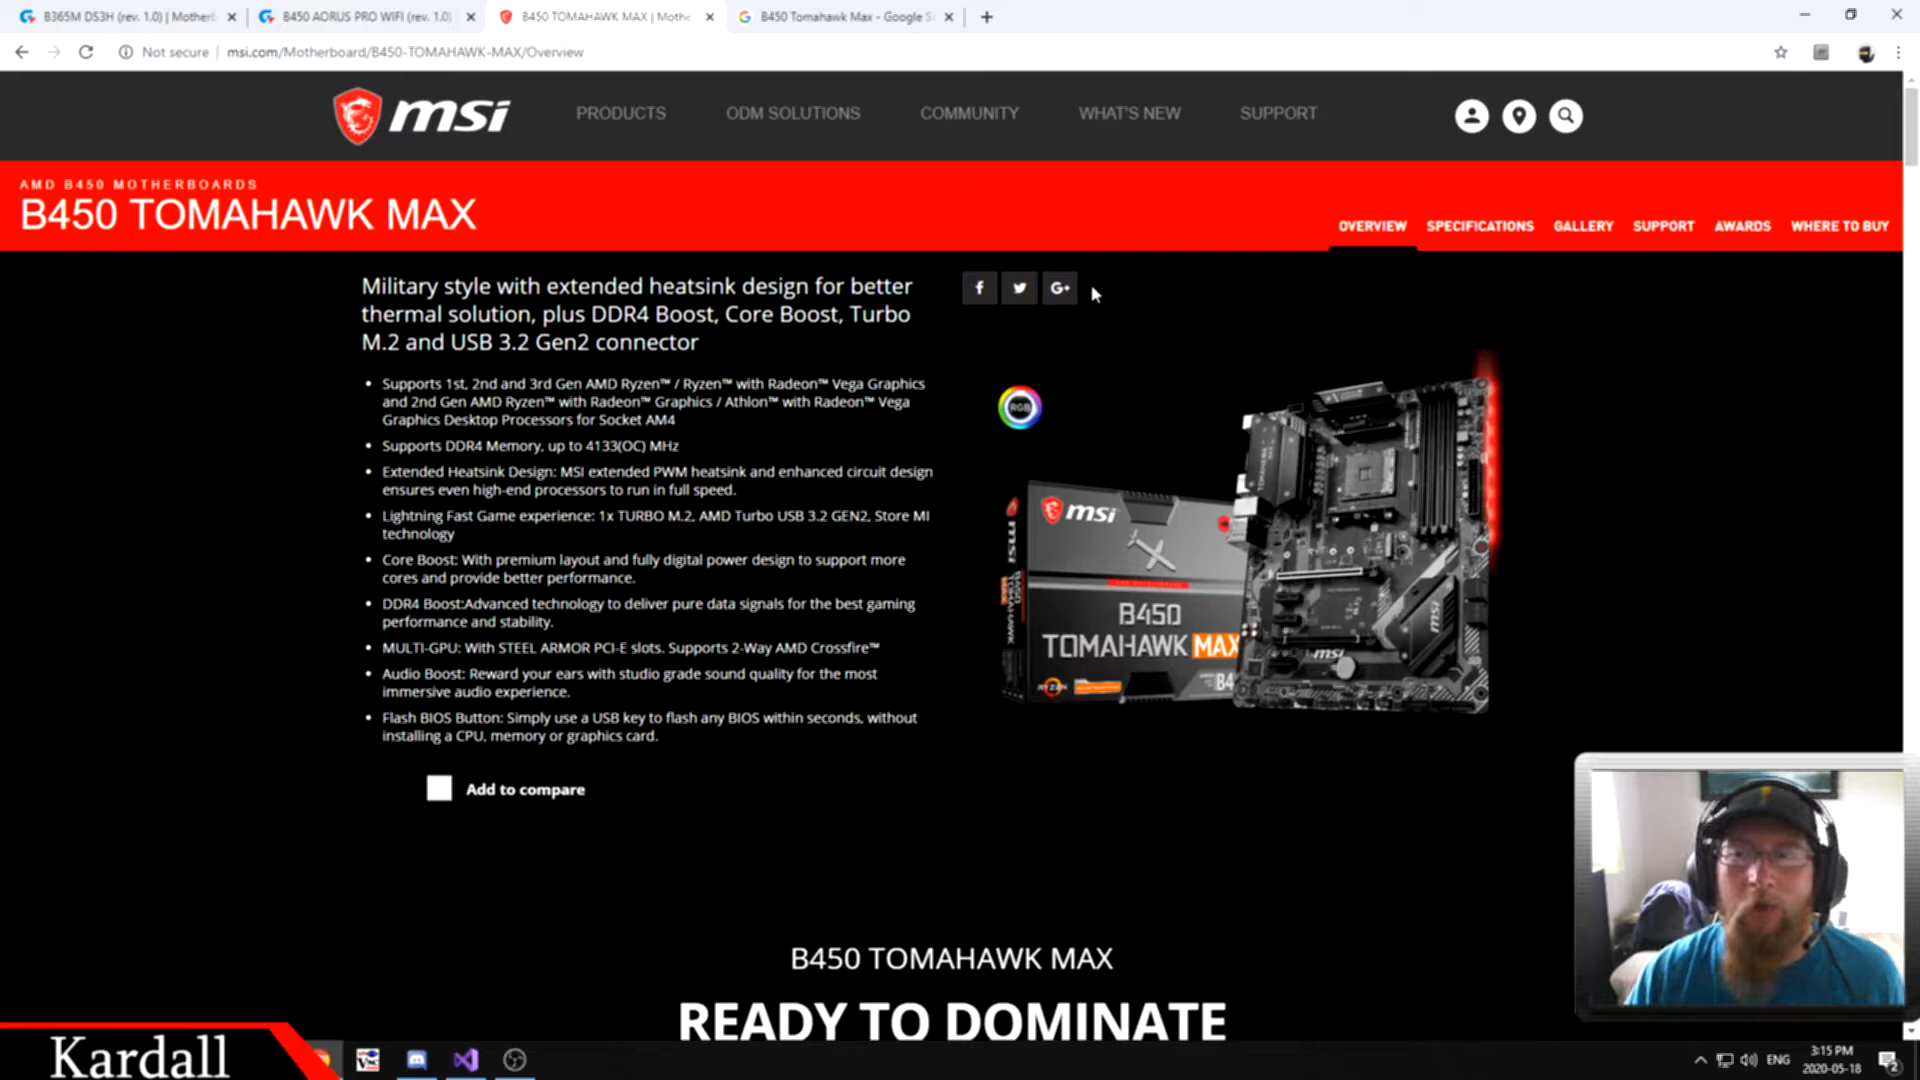 B365M DS3H (rev. 1.0) | Motherb
B450 AORUS PRO WIFI (rev. 1.0)
B450 TOMAHAWK MAX | Mothe
B450 Tomahawk Max - Google S
Not secure | msi.com/Motherboard/B450-TOMAHAWK-MAX/Overview
msi
PRODUCTS
ODM SOLUTIONS
COMMUNITY
WHAT'S NEW
SUPPORT
AMD B450 MOTHERBOARDS
B450 TOMAHAWK MAX
OVERVIEW
SPECIFICATIONS
GALLERY
SUPPORT
AWARDS
WHERE TO BUY
Military style with extended heatsink design for better
thermal solution, plus DDR4 Boost, Core Boost, Turbo
M.2 and USB 3.2 Gen2 connector
f
G+
• Supports 1st, 2nd and 3rd Gen AMD Ryzen™ / Ryzen™ with Radeon™ Vega Graphics
and 2nd Gen AMD Ryzen™ with Radeon™ Graphics / Athlon™ with Radeon™ Vega
Graphics Desktop Processors for Socket AM4
• Supports DDR4 Memory, up to 4133(OC) MHz
• Extended Heatsink Design: MSI extended PWM heatsink and enhanced circuit design
ensures even high-end processors to run in full speed.
• Lightning Fast Game experience: 1x TURBO M.2, AMD Turbo USB 3.2 GEN2, Store MI
technology
• Core Boost: With premium layout and fully digital power design to support more
cores and provide better performance.
• DDR4 Boost:Advanced technology to deliver pure data signals for the best gaming
performance and stability.
• MULTI-GPU: With STEEL ARMOR PCI-E slots. Supports 2-Way AMD Crossfire™
• Audio Boost: Reward your ears with studio grade sound quality for the most
immersive audio experience.
• Flash BIOS Button: Simply use a USB key to flash any BIOS within seconds, without
installing a CPU, memory or graphics card.
RGB
msi
B450
TOMAHAWK MAX
RYZEN
B4
msi
msi
Add to compare
B450 TOMAHAWK MAX
READY TO DOMINATE
Kardall
ENG
3:15 PM
2020-05-18
2